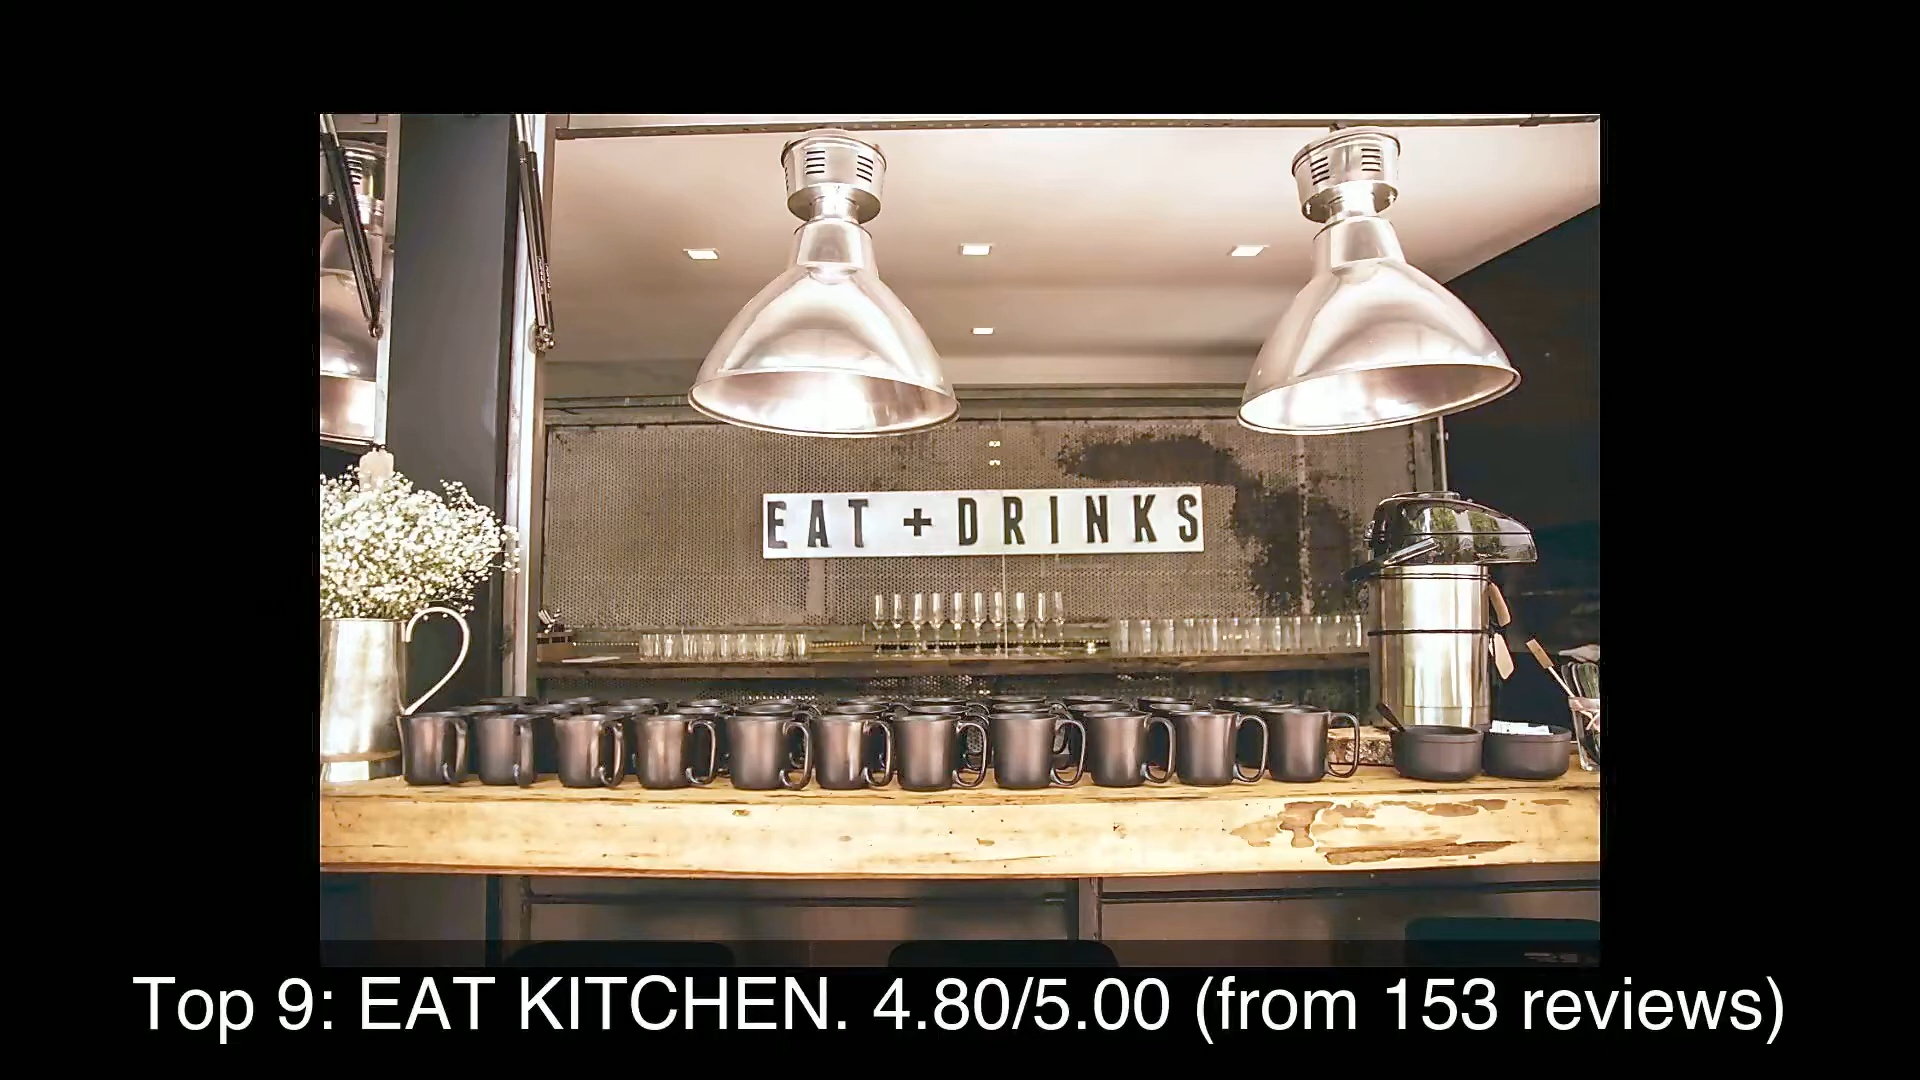 EAT + DRINKS
Top 9: EAT KITCHEN. 4.80/5.00 (from 153 reviews)